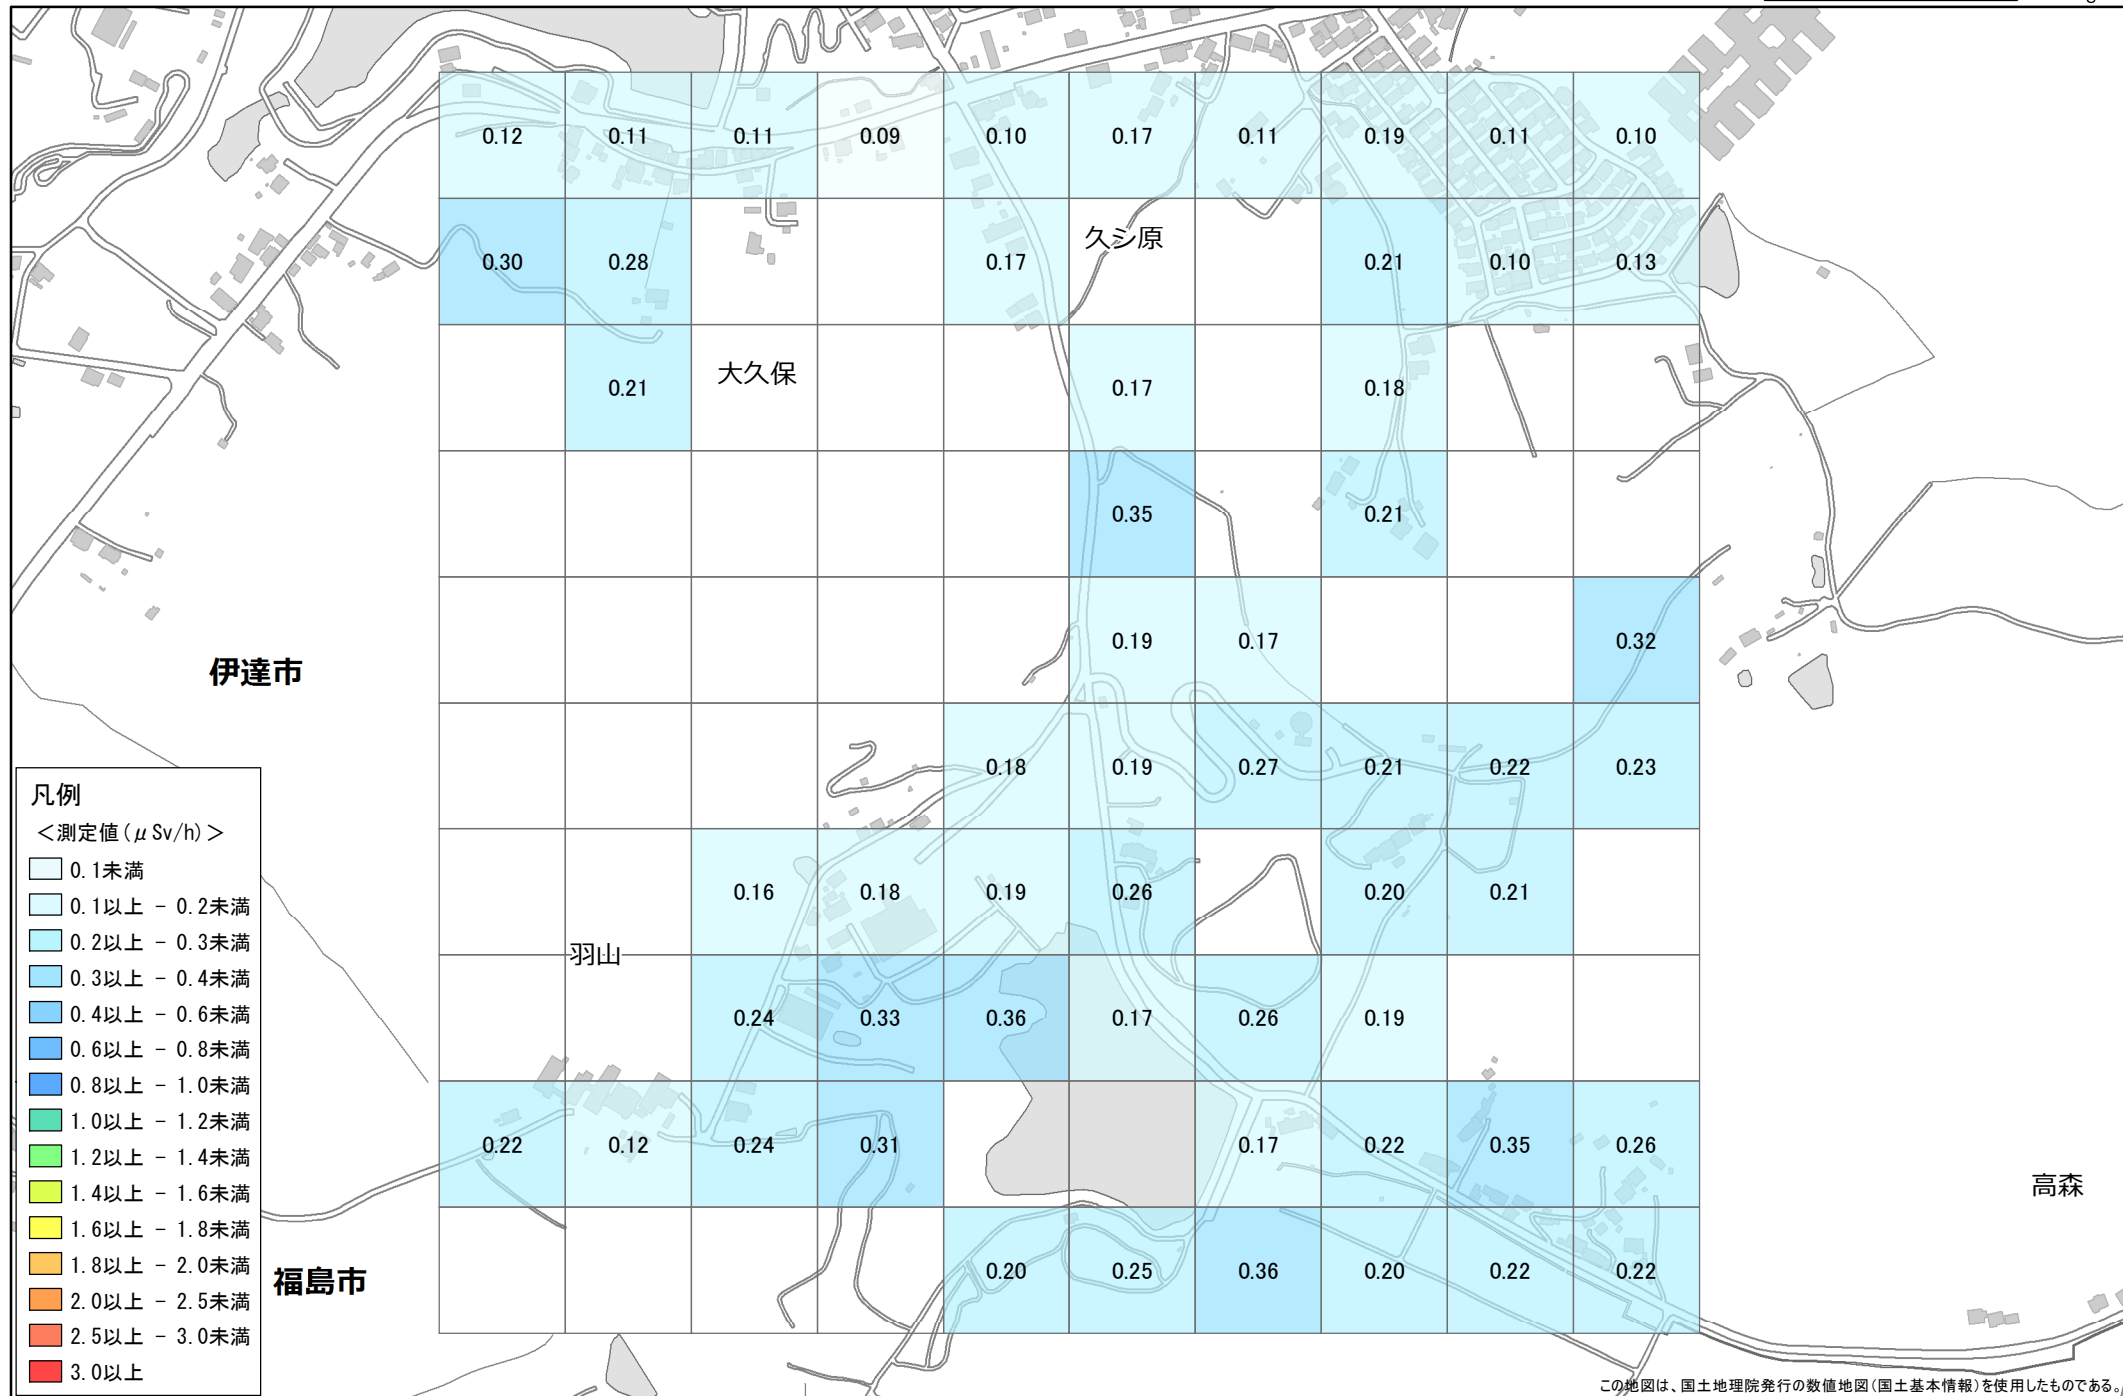 0.12 0.11 0.11 0.09 0.10 0.17 0.11 0.19 0.11 0.10
久シ原
0.30 0.28 0.17 0.21 0.10 0.13
大久保
0.21 0.17 0.18
0.35 0.21
0.19 0.17 0.32
伊達市
0.18 0.19 0.27 0.21 0.22 0.23
0.16 0.18 0.19 0.26 0.20 0.21
羽山
0.24 0.33 0.36 0.17 0.26 0.19
0.22 0.12 0.24 0.31 0.17 0.22 0.35 0.26
高森
福島市
0.20 0.25 0.36 0.20 0.22 0.22
凡例
＜測定値(μSv/h)＞
0.1未満
0.1以上 － 0.2未満
0.2以上 － 0.3未満
0.3以上 － 0.4未満
0.4以上 － 0.6未満
0.6以上 － 0.8未満
0.8以上 － 1.0未満
1.0以上 － 1.2未満
1.2以上 － 1.4未満
1.4以上 － 1.6未満
1.6以上 － 1.8未満
1.8以上 － 2.0未満
2.0以上 － 2.5未満
2.5以上 － 3.0未満
3.0以上
この地図は、国土地理院発行の数値地図(国土基本情報)を使用したものである。